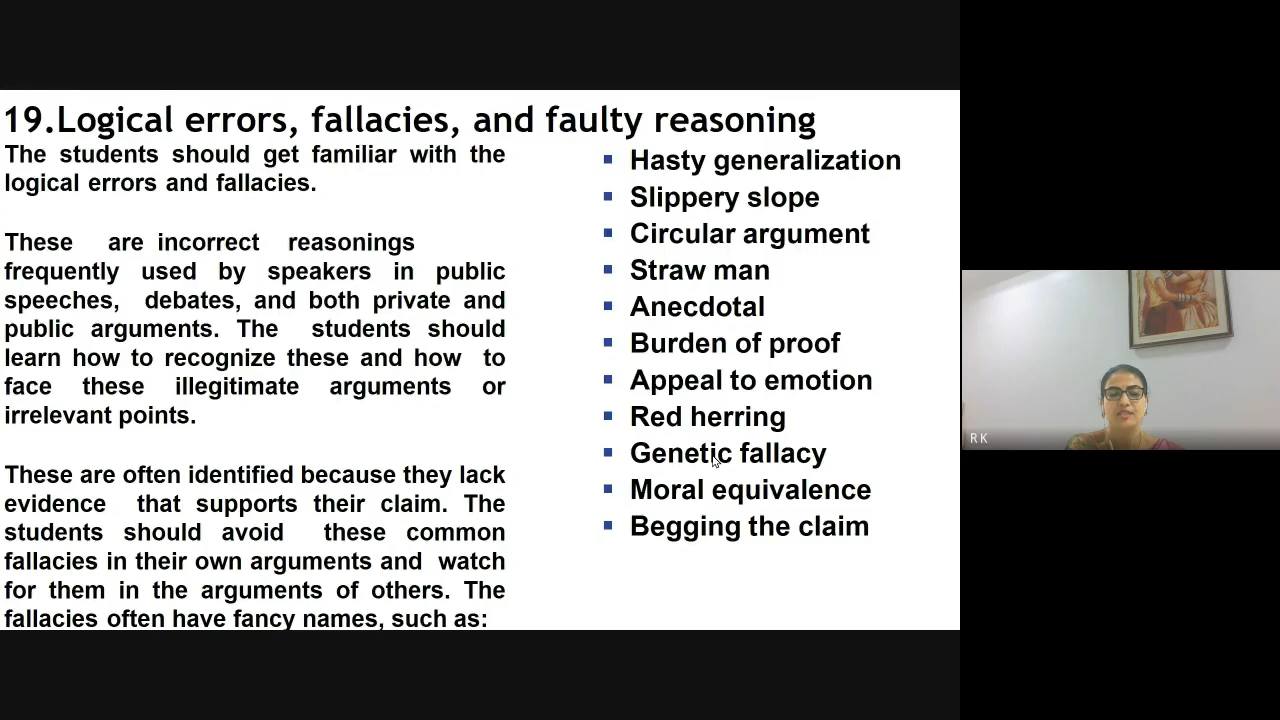 19.Logical errors, fallacies, and faulty reasoning
The students should get familiar with the
logical errors and fallacies.
These are incorrect reasonings
frequently used by speakers in public
speeches, debates, and both private and
public arguments. The students should
learn how to recognize these and how to
face these illegitimate arguments or
irrelevant points.
These are often identified because they lack
evidence that supports their claim. The
students should avoid these common
fallacies in their own arguments and watch
for them in the arguments of others. The
fallacies often have fancy names, such as:
Hasty generalization
Slippery slope
Circular argument
Straw man
Anecdotal
Burden of proof
Appeal to emotion
Red herring
Genetic fallacy
Moral equivalence
Begging the claim
R K